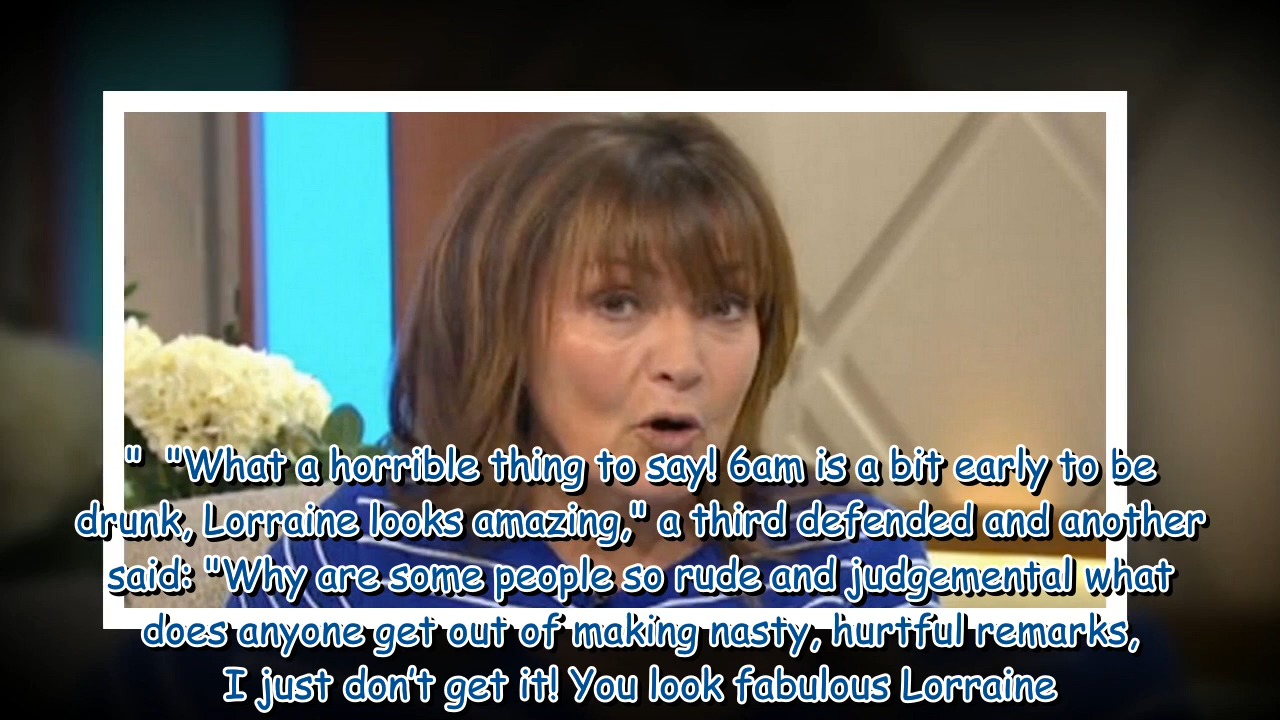 " "What a horrible thing to say! 6am is a bit early to be
drunk, Lorraine looks amazing," a third defended and another
said: "Why are some people so rude and judgemental what
does anyone get out of making nasty, hurtful remarks,
I just don't get it! You look fabulous Lorraine